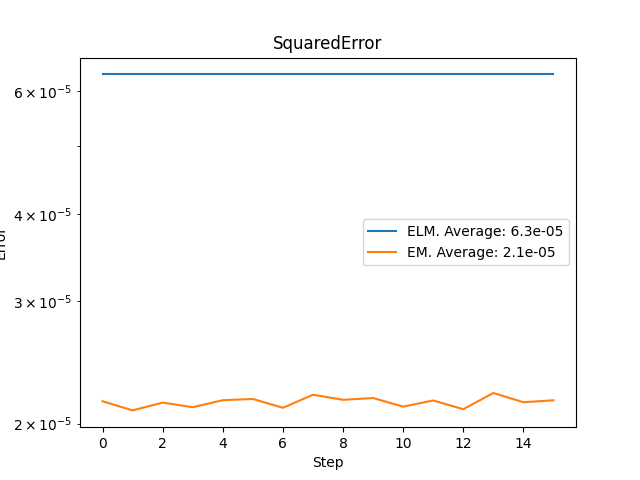 SquaredError
6 × 10⁻⁵
4 × 10⁻⁵
3 × 10⁻⁵
2 × 10⁻⁵
Error
ELM. Average: 6.3e-05
EM. Average: 2.1e-05
0 2 4 6 8 10 12 14
Step